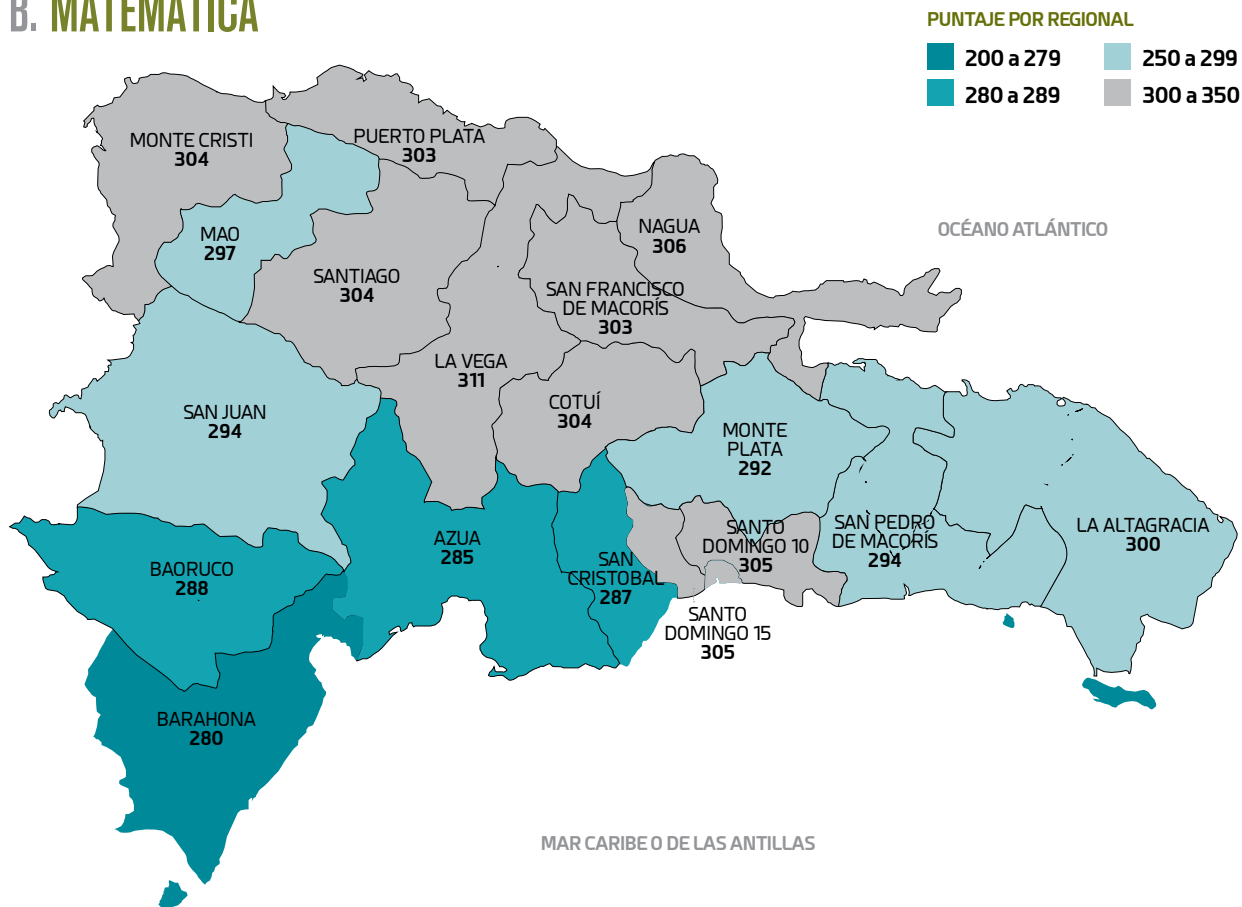 B. MATEMÁTICA
PUNTAJE POR REGIONAL
200 a 279
250 a 299
280 a 289
300 a 350
MONTE CRISTI
304
PUERTO PLATA
303
MAO
297
SANTIAGO
304
NAGUA
306
OCÉANO ATLÁNTICO
SAN FRANCISCO
DE MACORÍS
303
LA VEGA
311
COTUÍ
304
SAN JUAN
294
MONTE
PLATA
292
AZUA
285
BAORUCO
288
SAN
CRISTOBAL
287
SANTO
DOMINGO 10
305
SAN PEDRO
DE MACORÍS
294
LA ALTAGRACIA
300
SANTO
DOMINGO 15
305
BARAHONA
280
MAR CARIBE O DE LAS ANTILLAS